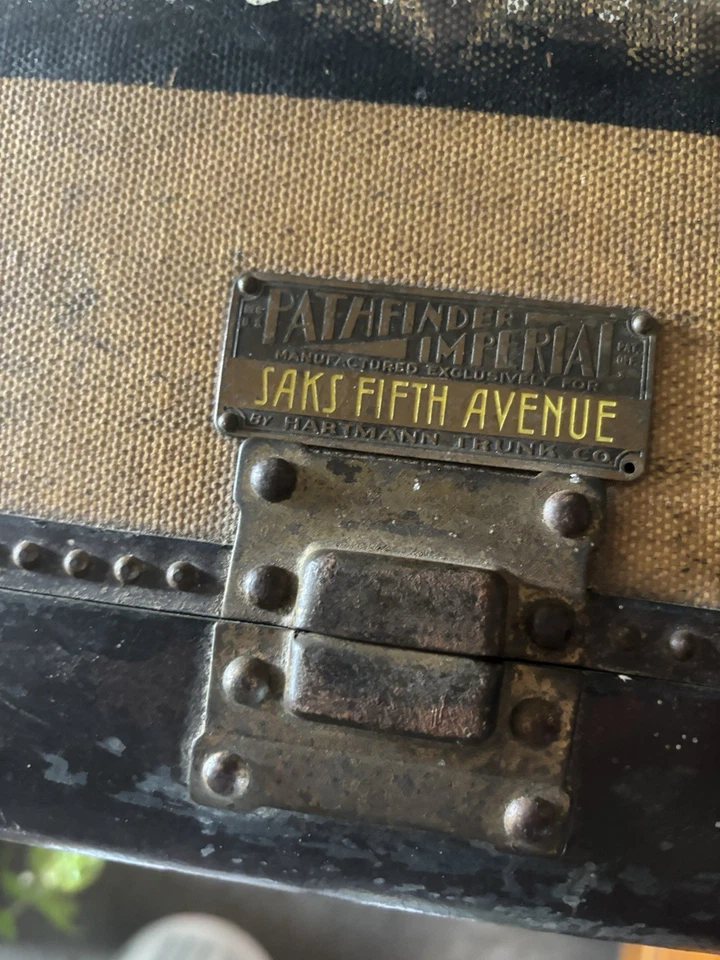 PATHFINDER
IMPERIAL
MANUFACTURED EXCLUSIVELY FOR
SAKS FIFTH AVENUE
BY HARTMANN TRUNK CO.